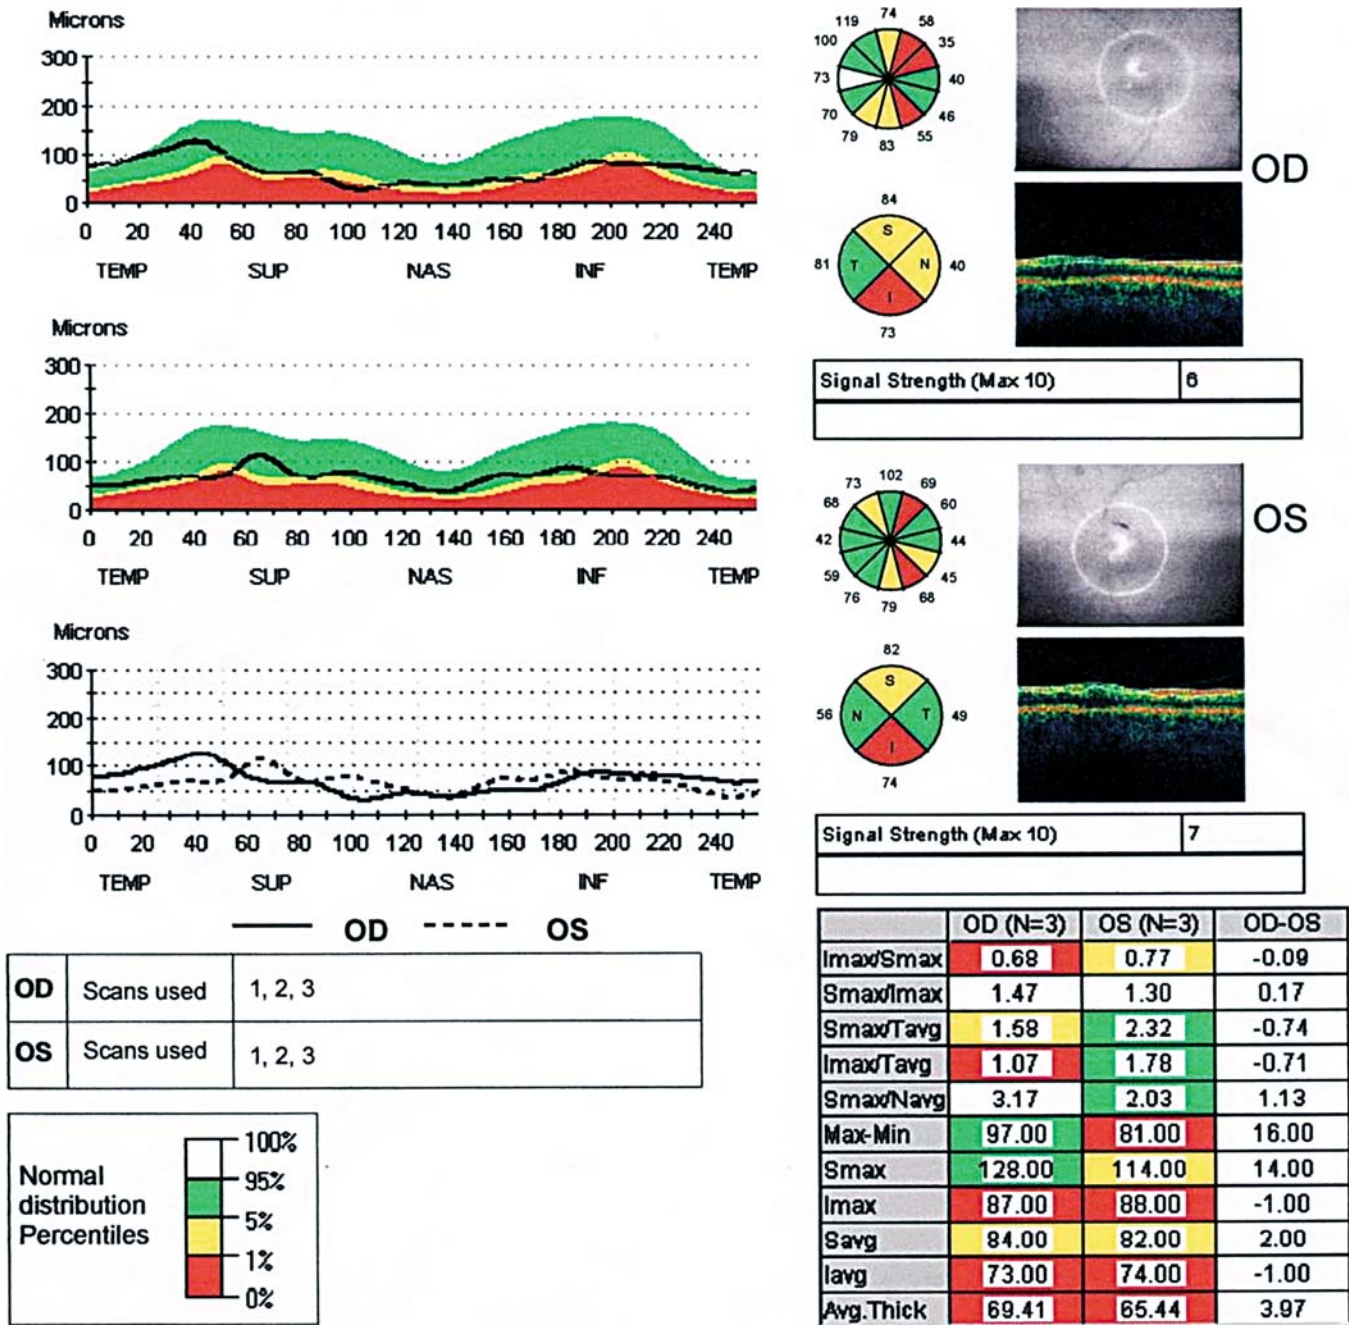 Microns
300
200
100
0
0 20 40 60 80 100 120 140 160 180 200 220 240
TEMP SUP NAS INF TEMP
Microns
300
200
100
0
0 20 40 60 80 100 120 140 160 180 200 220 240
TEMP SUP NAS INF TEMP
Microns
300
200
100
0
0 20 40 60 80 100 120 140 160 180 200 220 240
TEMP SUP NAS INF TEMP
OD OS
OD Scans used 1, 2, 3
OS Scans used 1, 2, 3
Normal
distribution
Percentiles
100%
95%
5%
1%
0%
74
119 58
100 35
73 40
70 46
79 55
83
OD
84
S
81 T N 40
I
73
Signal Strength (Max 10) 6
102
73 69
68 60
42 44
59 45
76 68
79
OS
82
S
56 N T 49
I
74
Signal Strength (Max 10) 7
OD (N=3) OS (N=3) OD-OS
Imax/Smax 0.68 0.77 -0.09
Smax/Imax 1.47 1.30 0.17
Smax/Tavg 1.58 2.32 -0.74
Imax/Tavg 1.07 1.78 -0.71
Smax/Navg 3.17 2.03 1.13
Max-Min 97.00 81.00 16.00
Smax 128.00 114.00 14.00
Imax 87.00 88.00 -1.00
Savg 84.00 82.00 2.00
Iavg 73.00 74.00 -1.00
Avg.Thick 69.41 65.44 3.97